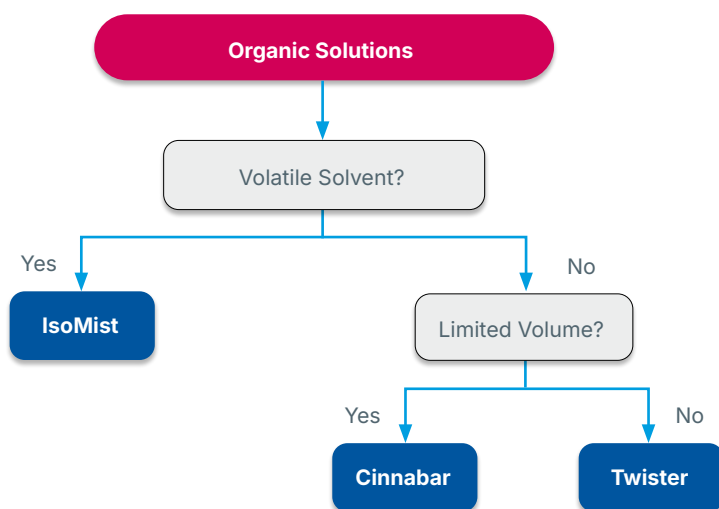 Organic Solutions
Volatile Solvent?
Yes
No
IsoMist
Limited Volume?
Yes
No
Cinnabar
Twister